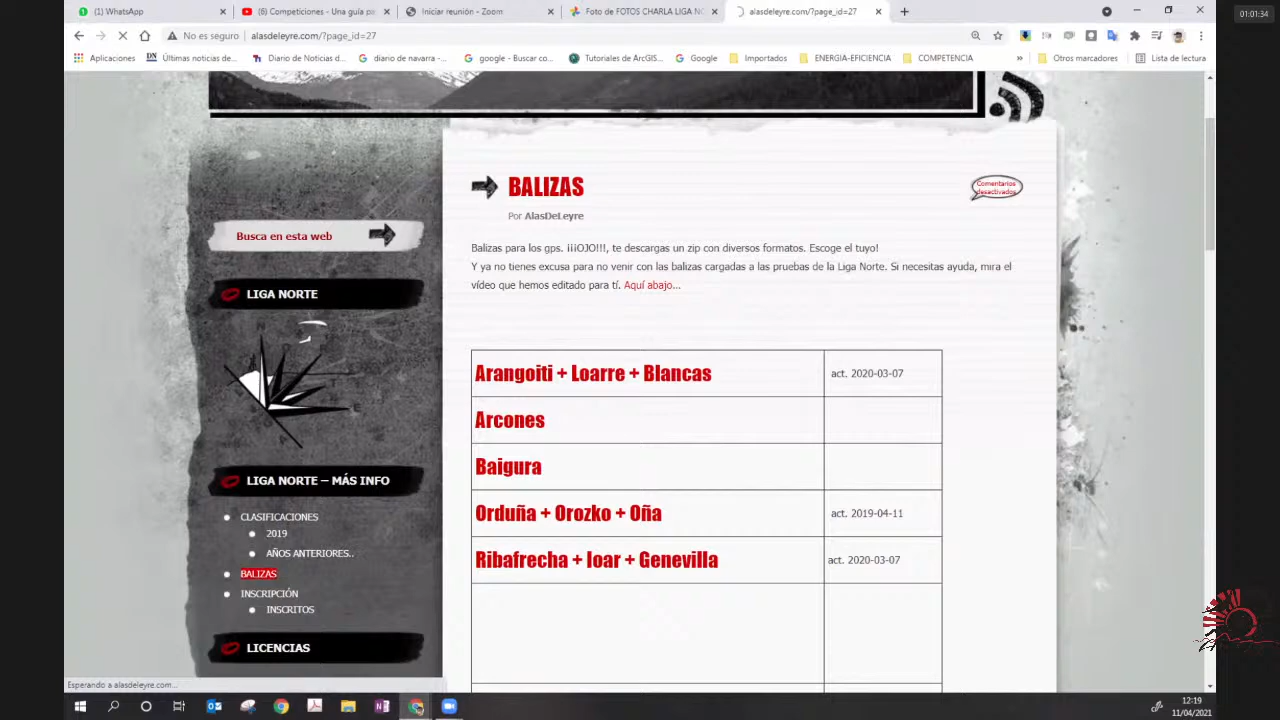 (1) WhatsApp
(6) Competiciones - Una guía pa
Iniciar reunión - Zoom
Foto de FOTOS CHARLA LIGA NO
alasdeleyre.com/?page_id=27
01:01:34
No es seguro
alasdeleyre.com/?page_id=27
Aplicaciones
Últimas noticias de...
Diario de Noticias d...
diario de navarra -...
google - Buscar co...
Tutoriales de ArcGIS...
Google
Importados
ENERGIA-EFICIENCIA
COMPETENCIA
»
Otros marcadores
Lista de lectura
BALIZAS
Comentarios
desactivados
Por AlasDeLeyre
Busca en esta web
Balizas para los gps. ¡¡¡OJO!!!, te descargas un zip con diversos formatos. Escoge el tuyo!
Y ya no tienes excusa para no venir con las balizas cargadas a las pruebas de la Liga Norte. Si necesitas ayuda, mira el
vídeo que hemos editado para tí. Aquí abajo...
LIGA NORTE
Arangoiti + Loarre + Blancas
act. 2020-03-07
Arcones
Baigura
LIGA NORTE – MÁS INFO
Orduña + Orozko + Oña
act. 2019-04-11
CLASIFICACIONES
2019
AÑOS ANTERIORES..
Ribafrecha + Ioar + Genevilla
act. 2020-03-07
BALIZAS
INSCRIPCIÓN
INSCRITOS
LICENCIAS
Esperando a alasdeleyre.com...
12:19
11/04/2021